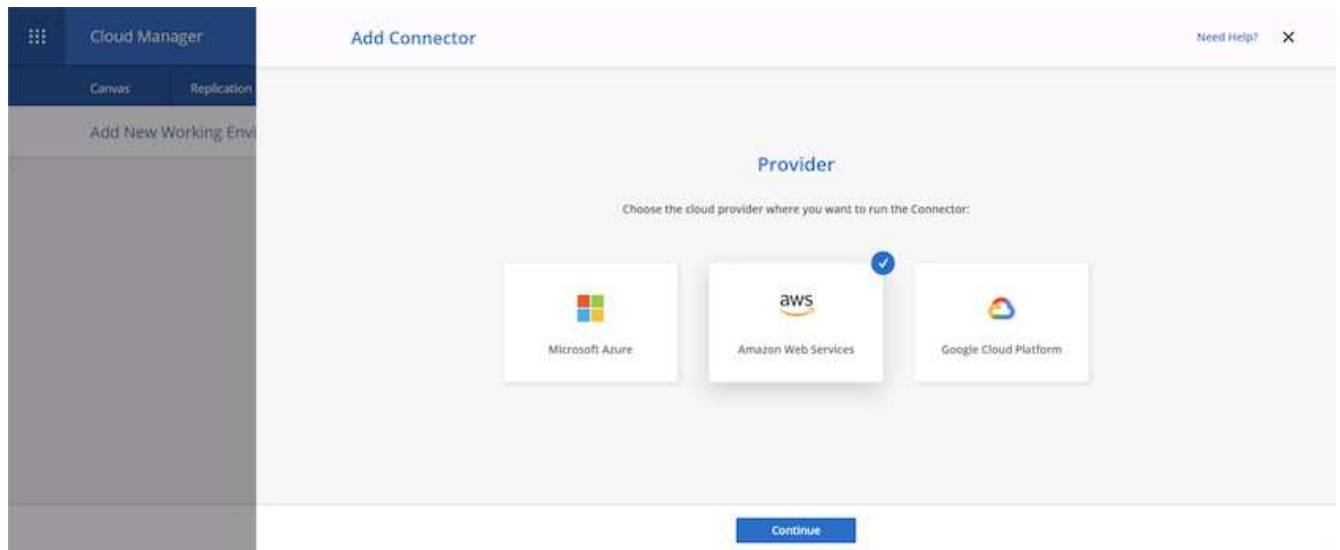 Cloud Manager
Add Connector
Need Help?
Canvas
Replication
Add New Working Envi
Provider
Choose the cloud provider where you want to run the Connector:
aws
Microsoft Azure
Amazon Web Services
Google Cloud Platform
Continue